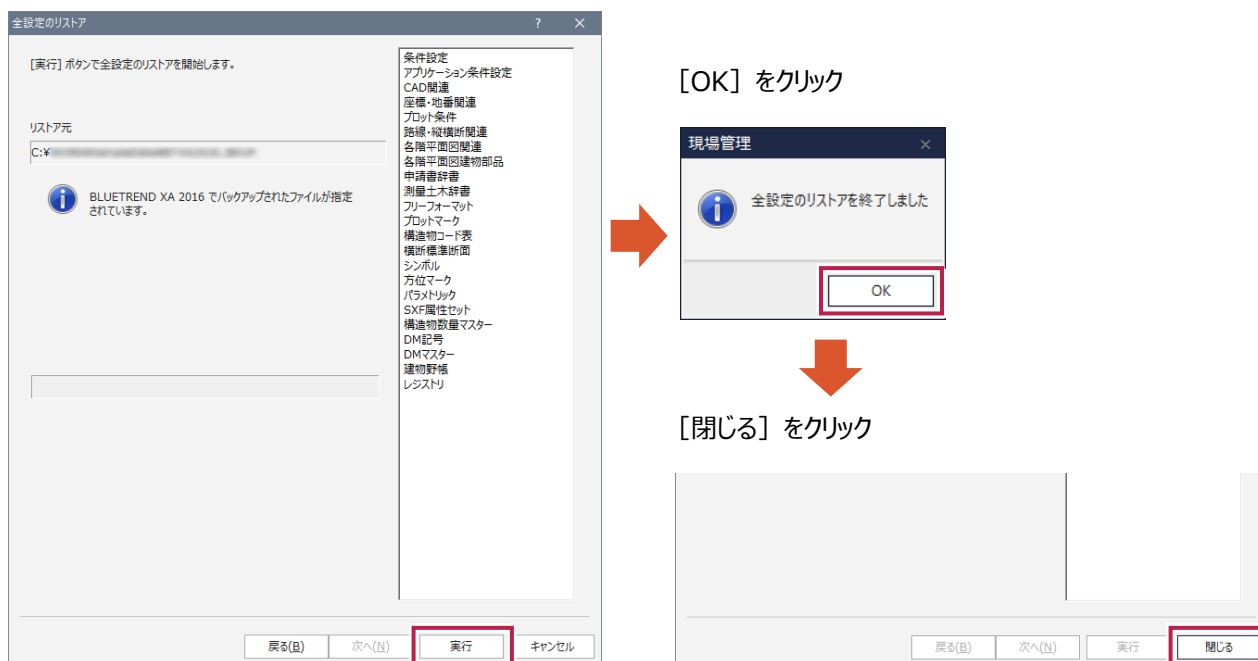 全設定のリストア ? ×
[実行] ボタンで全設定のリストアを開始します。
リストア元
C:¥
BLUETREND XA 2016 でバックアップされたファイルが指定
されています。
条件設定
アプリケーション条件設定
CAD関連
座標・地番関連
プロット条件
路線・縦横断関連
各階平面図関連
各階平面図建物部品
申請書辞書
測量土木辞書
フリーフォーマット
プロットマーク
構造物コード表
横断標準断面
シンボル
方位マーク
パラメトリック
SXF属性セット
構造物数量マスター
DM記号
DMマスター
建物野帳
レジストリ
戻る(B) 次へ(N) 実行 キャンセル
［OK］をクリック
現場管理 ×
全設定のリストアを終了しました
OK
［閉じる］をクリック
戻る(B) 次へ(N) 実行 閉じる